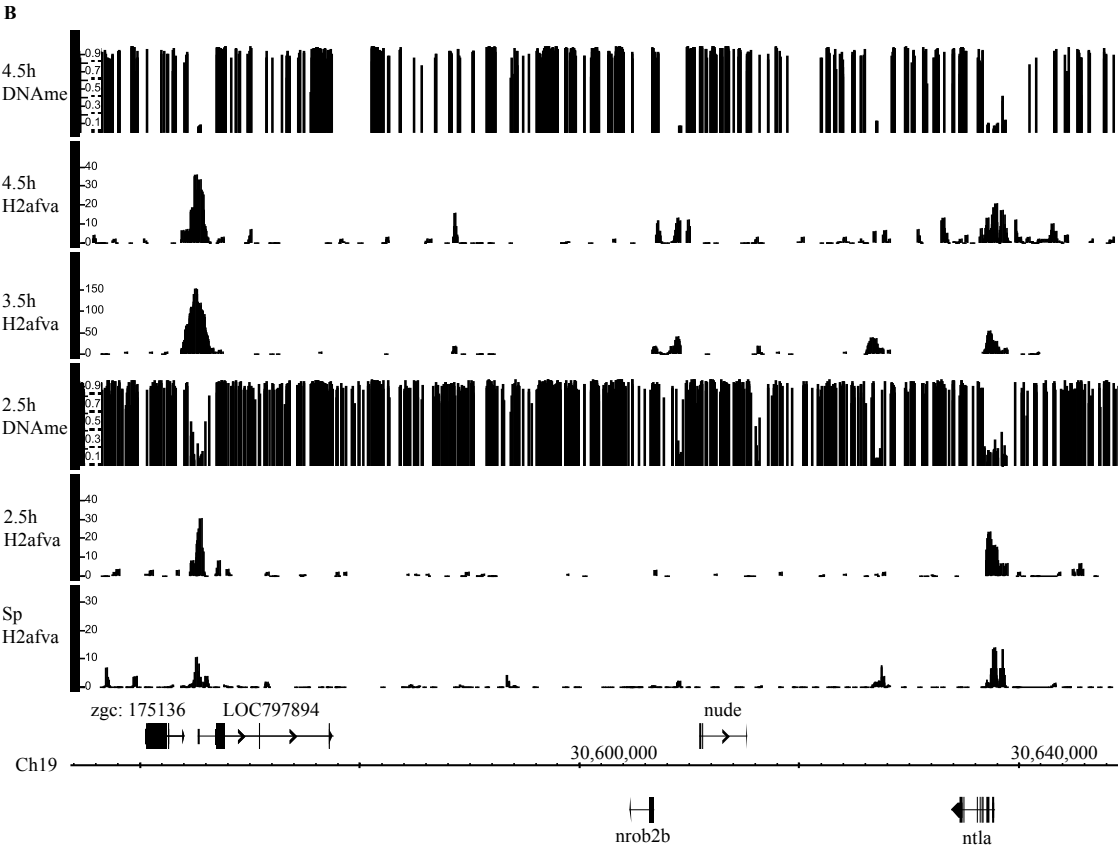 B
4.5h
DNAme
0.9
0.7
0.5
0.3
0.1
4.5h
H2afva
40
30
20
10
0
3.5h
H2afva
150
100
50
0
2.5h
DNAme
0.9
0.7
0.5
0.3
0.1
2.5h
H2afva
40
30
20
10
0
Sp
H2afva
30
20
10
0
zgc: 175136 LOC797894 nude
30,600,000 30,640,000
Ch19
nrob2b ntla